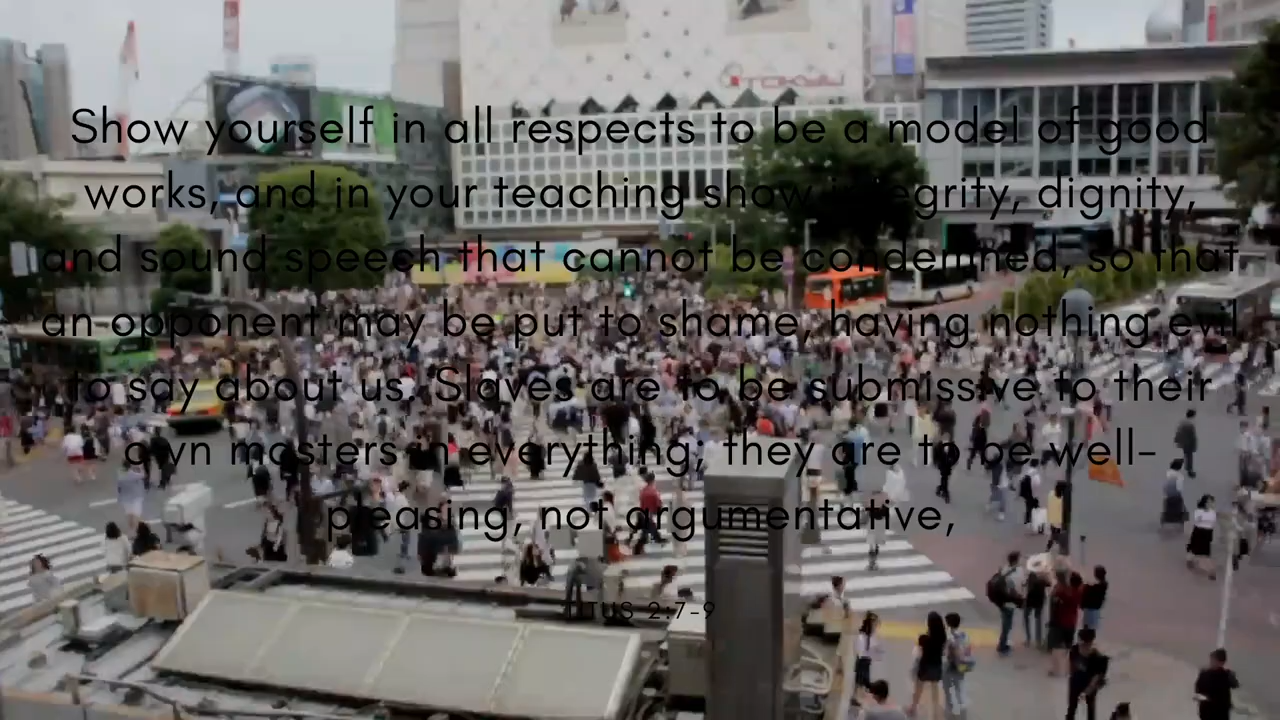 TOKYU
Show yourself in all respects to be a model of good
works, and in your teaching show integrity, dignity,
and sound speech that cannot be condemned, so that
an opponent may be put to shame, having nothing evil
to say about us. Slaves are to be submissive to their
own masters in everything; they are to be well-
pleasing, not argumentative,
TITUS 2:7-9